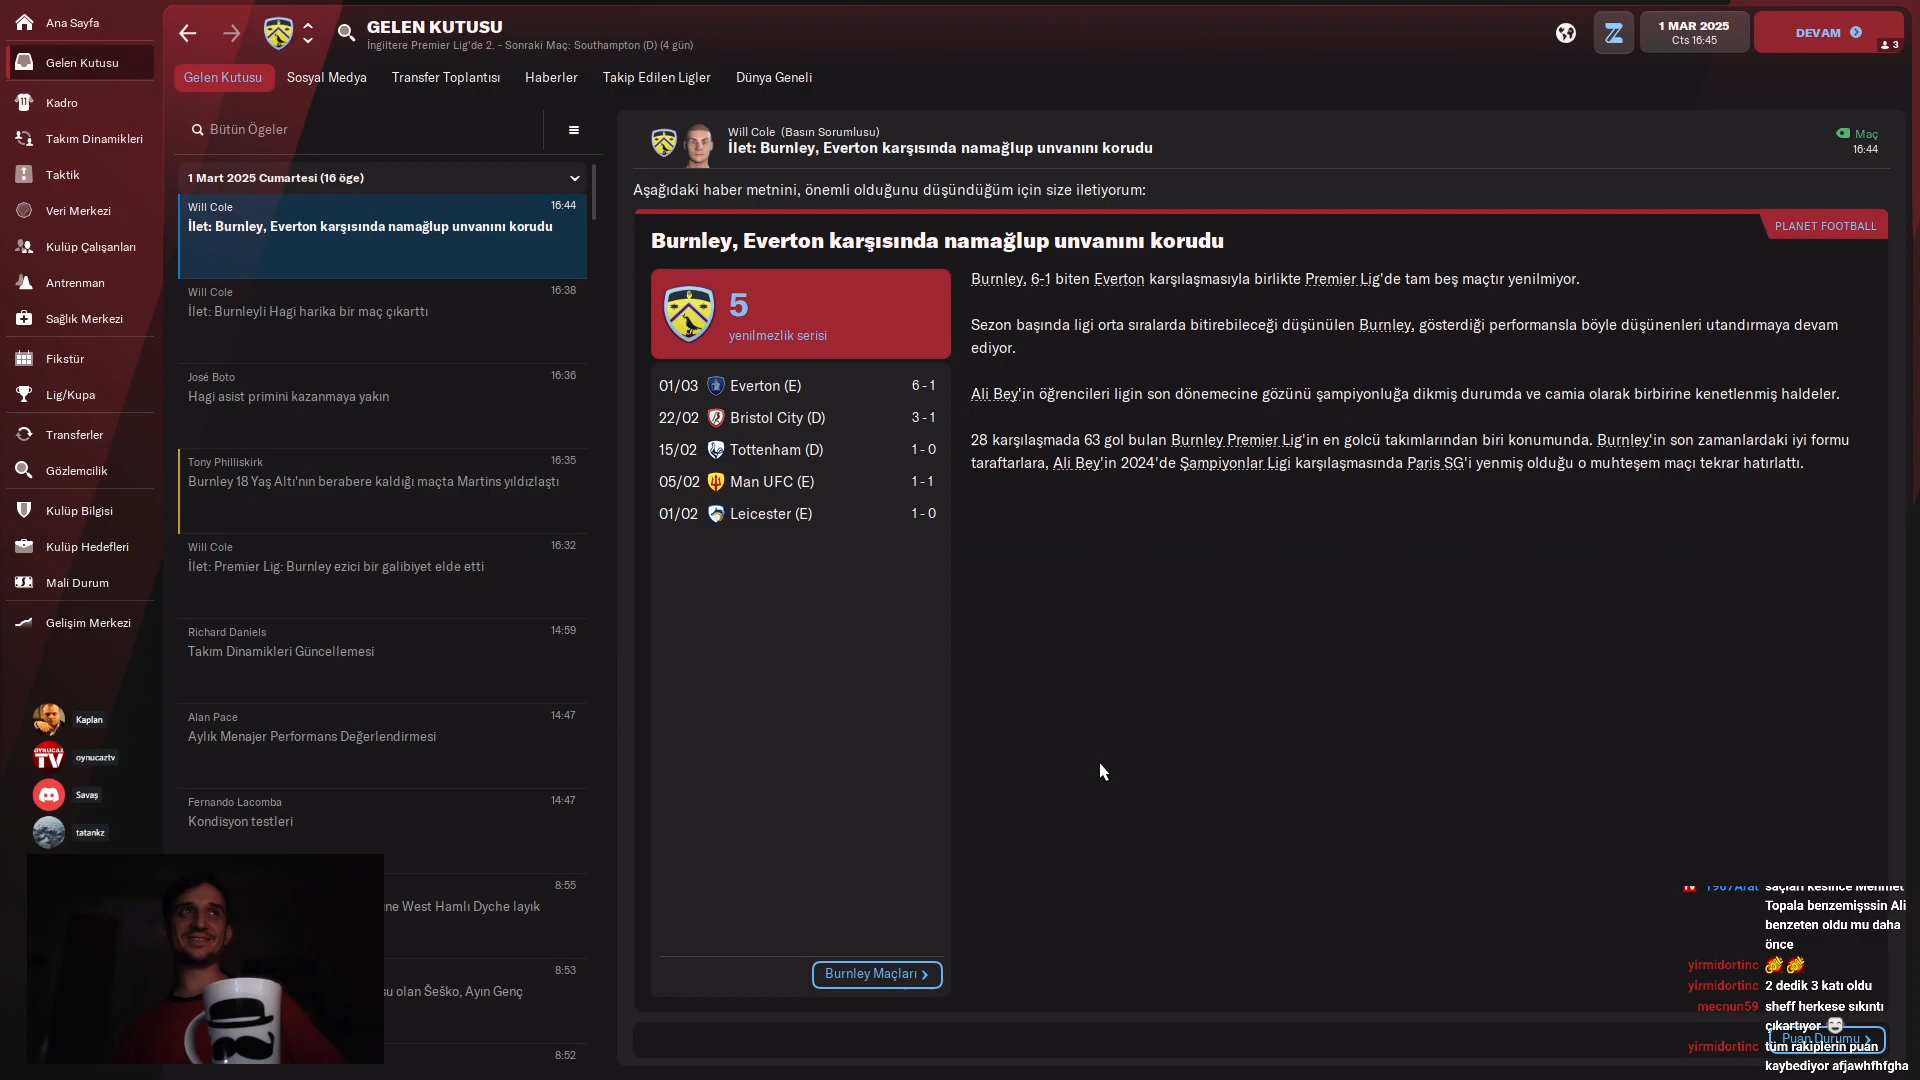 Ana Sayfa
Gelen Kutusu
Kadro
Takım Dinamikleri
Taktik
Veri Merkezi
Kulüp Çalışanları
Antrenman
Sağlık Merkezi
Fikstür
Lig/Kupa
Transferler
Gözlemcilik
Kulüp Bilgisi
Kulüp Hedefleri
Mali Durum
Gelişim Merkezi
Kaplan
OYNUCAZ TV oynucaztv
Savaş
tatankz
GELEN KUTUSU
İngiltere Premier Lig'de 2. - Sonraki Maç: Southampton (D) (4 gün)
1 MAR 2025
Cts 16:45
DEVAM
3
Gelen Kutusu Sosyal Medya Transfer Toplantısı Haberler Takip Edilen Ligler Dünya Geneli
Bütün Ögeler
1 Mart 2025 Cumartesi (16 öge)
Will Cole 16:44
İlet: Burnley, Everton karşısında namağlup unvanını korudu
Will Cole 16:38
İlet: Burnleyli Hagi harika bir maç çıkarttı
José Boto 16:36
Hagi asist primini kazanmaya yakın
Tony Philliskirk 16:35
Burnley 18 Yaş Altı'nın berabere kaldığı maçta Martins yıldızlaştı
Will Cole 16:32
İlet: Premier Lig: Burnley ezici bir galibiyet elde etti
Richard Daniels 14:59
Takım Dinamikleri Güncellemesi
Alan Pace 14:47
Aylık Menajer Performans Değerlendirmesi
Fernando Lacomba 14:47
Kondisyon testleri
8:55
ne West Hamlı Dyche layık
8:53
su olan Šeško, Ayın Genç
8:52
Will Cole (Basın Sorumlusu)
İlet: Burnley, Everton karşısında namağlup unvanını korudu
Maç
16:44
Aşağıdaki haber metnini, önemli olduğunu düşündüğüm için size iletiyorum:
PLANET FOOTBALL
Burnley, Everton karşısında namağlup unvanını korudu
5
yenilmezlik serisi
01/03 Everton (E) 6 - 1
22/02 Bristol City (D) 3 - 1
15/02 Tottenham (D) 1 - 0
05/02 Man UFC (E) 1 - 1
01/02 Leicester (E) 1 - 0
Burnley Maçları
Burnley, 6-1 biten Everton karşılaşmasıyla birlikte Premier Lig'de tam beş maçtır yenilmiyor.
Sezon başında ligi orta sıralarda bitirebileceği düşünülen Burnley, gösterdiği performansla böyle düşünenleri utandırmaya devam
ediyor.
Ali Bey'in öğrencileri ligin son dönemecine gözünü şampiyonluğa dikmiş durumda ve camia olarak birbirine kenetlenmiş haldeler.
28 karşılaşmada 63 gol bulan Burnley Premier Lig'in en golcü takımlarından biri konumunda. Burnley'in son zamanlardaki iyi formu
taraftarlara, Ali Bey'in 2024'de Şampiyonlar Ligi karşılaşmasında Paris SG'i yenmiş olduğu o muhteşem maçı tekrar hatırlattı.
1907Arat saçları kesince Mehmet
Topala benzemişssin Ali
benzeten oldu mu daha
önce
yirmidortinc
yirmidortinc 2 dedik 3 katı oldu
mecnun59 sheff herkese sıkıntı
çıkartıyor
Puan Durumu
yirmidortinc tüm rakiplerin puan
kaybediyor afjawhfhfgha